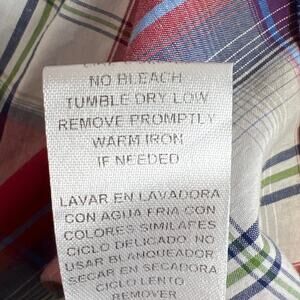 NO BLEACH
TUMBLE DRY LOW
REMOVE PROMPTLY
WARM IRON
IF NEEDED
LAVAR EN LAVADORA
CON AGUA FRIA CON
COLORES SIMILARES
CICLO DELICADO. NO
USAR BLANQUEADOR
SECAR EN SECADORA
CICLO LENTO
REMOVER